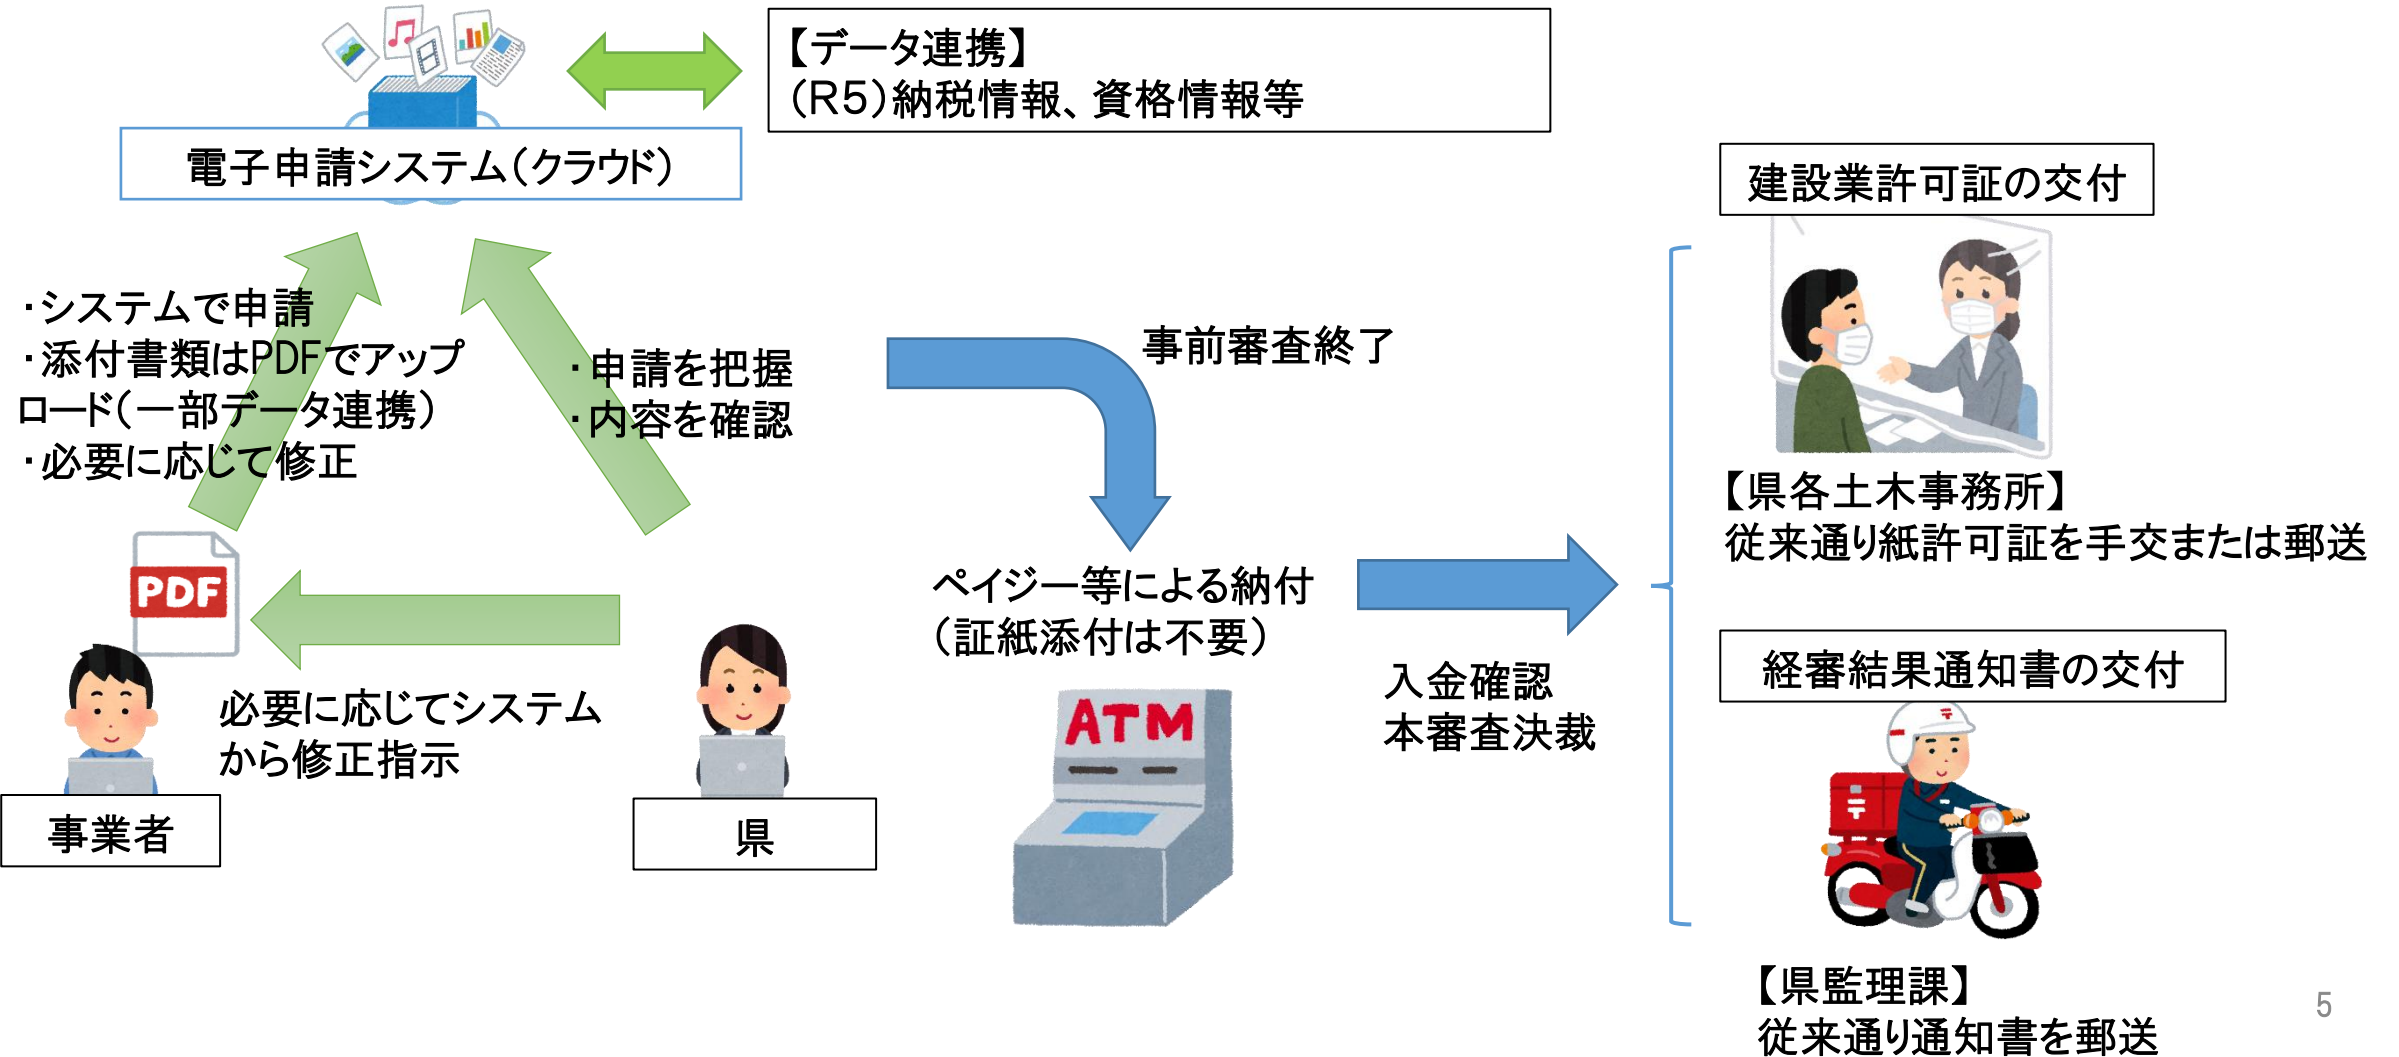 【データ連携】
（R5）納税情報、資格情報等
電子申請システム（クラウド）
・システムで申請
・添付書類はPDFでアップ
ロード（一部データ連携）
・必要に応じて修正
・申請を把握
・内容を確認
PDF
事業者
必要に応じてシステム
から修正指示
県
事前審査終了
ペイジー等による納付
（証紙添付は不要）
ATM
入金確認
本審査決裁
建設業許可証の交付
【県各土木事務所】
従来通り紙許可証を手交または郵送
経審結果通知書の交付
〒
〒
【県監理課】
従来通り通知書を郵送
5